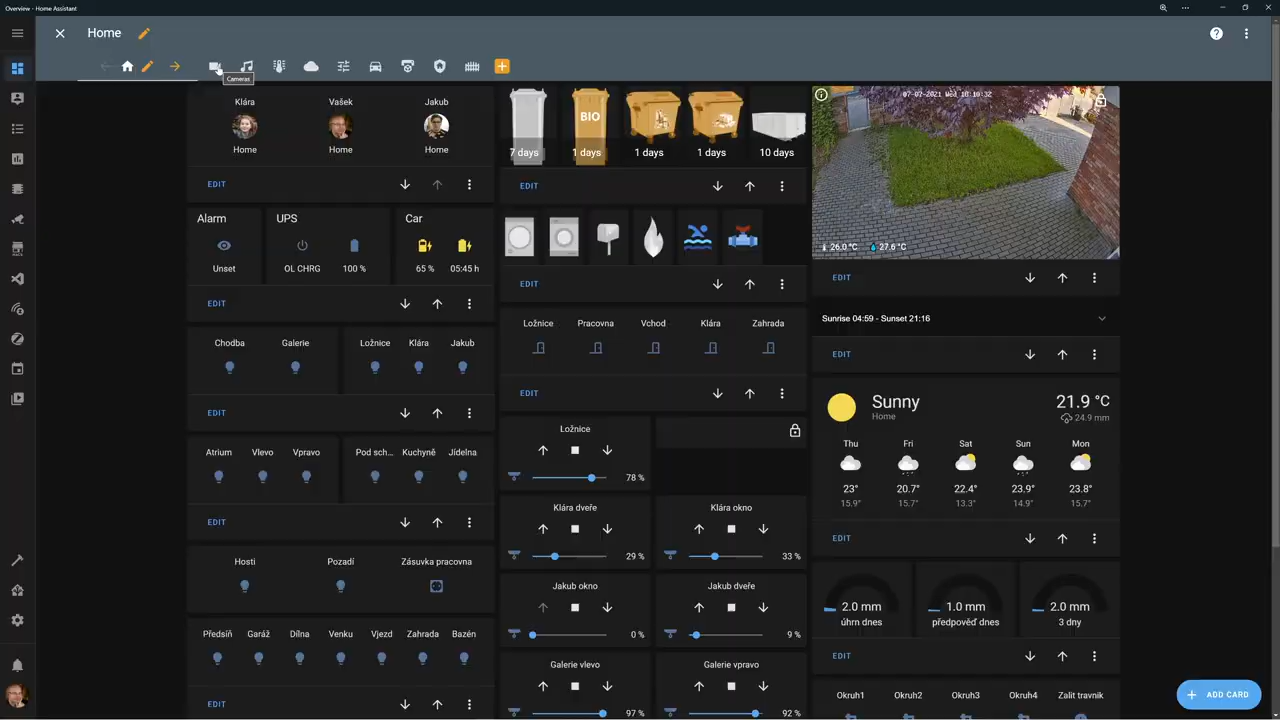 Overview - Home Assistant
Home
Cameras
Klára
Vašek
Jakub
Home
Home
Home
EDIT
Alarm
UPS
Car
Unset
OL CHRG
100 %
65 %
05:45 h
EDIT
Chodba
Galerie
Ložnice
Klára
Jakub
EDIT
Atrium
Vlevo
Vpravo
Pod sch...
Kuchyně
Jídelna
EDIT
Hosti
Pozadí
Zásuvka pracovna
Předsíň
Garáž
Dílna
Venku
Vjezd
Zahrada
Bazén
EDIT
BIO
7 days
1 days
1 days
1 days
10 days
EDIT
EDIT
Ložnice
Pracovna
Vchod
Klára
Zahrada
EDIT
Ložnice
78 %
Klára dveře
Klára okno
29 %
33 %
Jakub okno
Jakub dveře
0 %
9 %
Galerie vlevo
Galerie vpravo
97 %
92 %
07-07-2021 Wed 18:10:32
26.0 °C
27.6 °C
EDIT
Sunrise 04:59 - Sunset 21:16
EDIT
Sunny
Home
21.9 °C
24.9 mm
Thu
Fri
Sat
Sun
Mon
23°
20.7°
22.4°
23.9°
23.8°
15.9°
15.7°
13.3°
14.9°
15.7°
EDIT
2.0 mm
úhrn dnes
1.0 mm
předpověď dnes
2.0 mm
3 dny
EDIT
Okruh1
Okruh2
Okruh3
Okruh4
Zalit travnik
ADD CARD